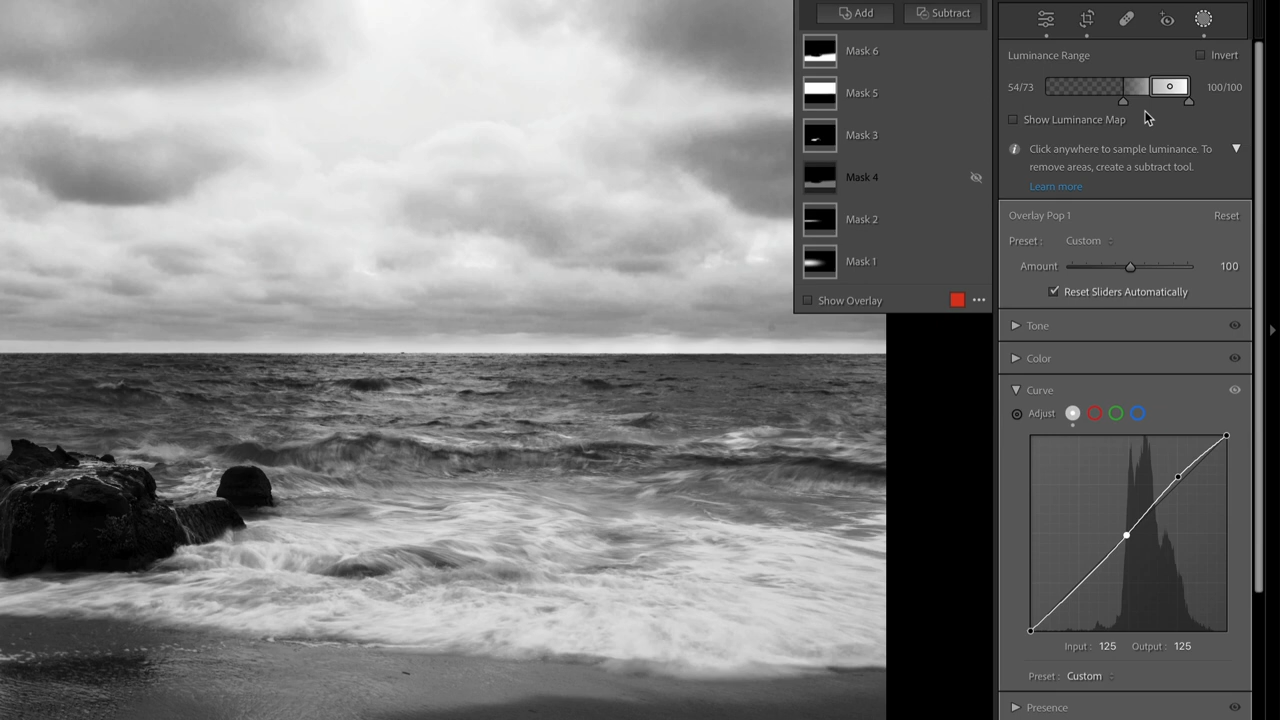 Add
Subtract
Mask 6
Mask 5
Mask 3
Mask 4
Mask 2
Mask 1
Show Overlay
Luminance Range
Invert
54/73
100/100
Show Luminance Map
Click anywhere to sample luminance. To
remove areas, create a subtract tool.
Learn more
Overlay Pop 1
Reset
Preset :
Custom
Amount
100
Reset Sliders Automatically
Tone
Color
Curve
Adjust
Input : 125
Output : 125
Preset : Custom
Presence